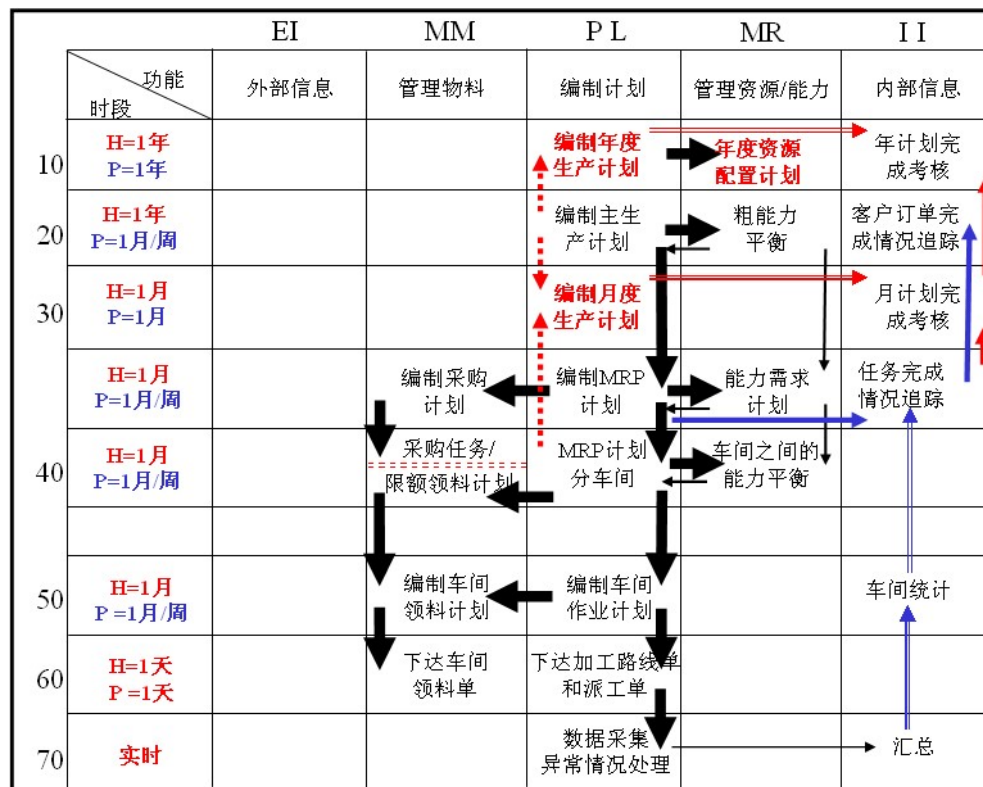 EI MM P L MR I I
功能
时段
外部信息 管理物料 编制计划 管理资源/能力 内部信息
10
H=1年
P=1年
编制年度
生产计划
年度资源
配置计划
年计划完
成考核
20
H=1年
P=1月/周
编制主生
产计划
粗能力
平衡
客户订单完
成情况追踪
30
H=1月
P=1月
编制月度
生产计划
月计划完
成考核
H=1月
P=1月/周
编制采购
计划
编制MRP
计划
能力需求
计划
任务完成
情况追踪
40
H=1月
P=1月/周
采购任务/
限额领料计划
MRP计划
分车间
车间之间的
能力平衡
50
H=1月
P =1月/周
编制车间
领料计划
编制车间
作业计划
车间统计
60
H=1天
P =1天
下达车间
领料单
下达加工路线单
和派工单
70
实时
数据采集
异常情况处理
汇总